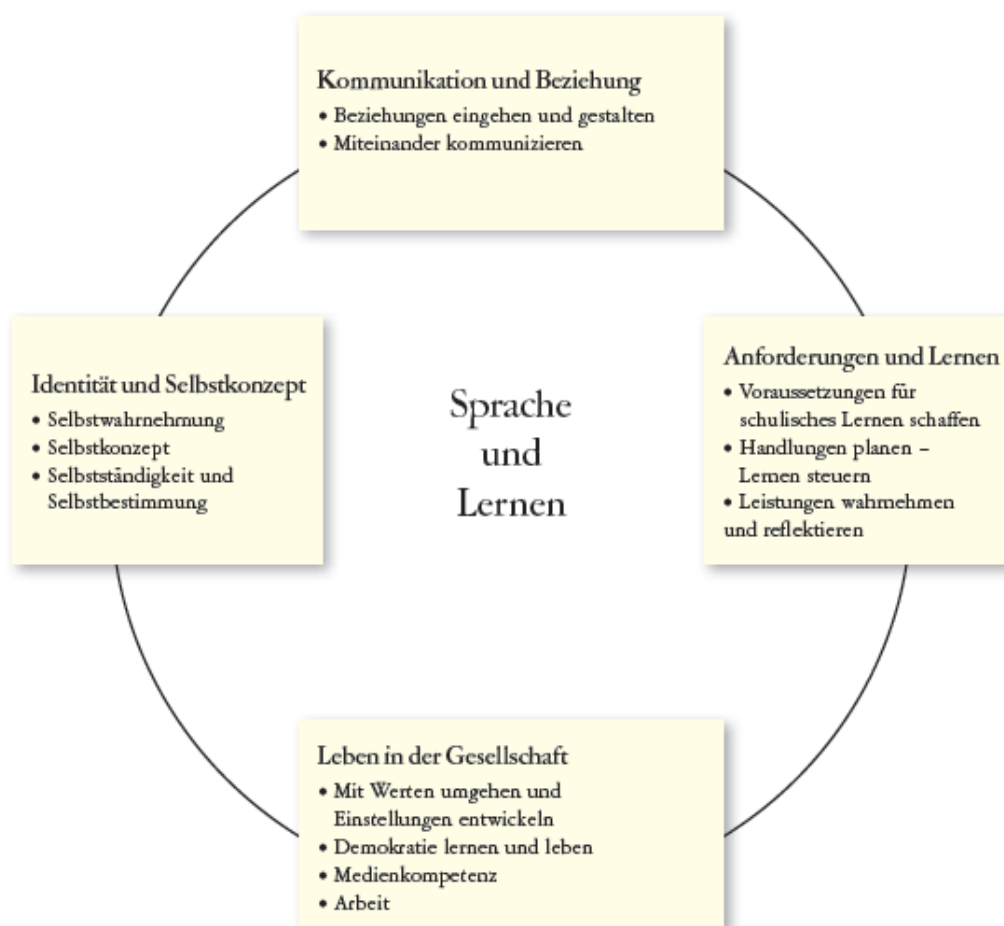 Kommunikation und Beziehung
• Beziehungen eingehen und gestalten
• Miteinander kommunizieren
Identität und Selbstkonzept
• Selbstwahrnehmung
• Selbstkonzept
• Selbstständigkeit und
Selbstbestimmung
Sprache
und
Lernen
Anforderungen und Lernen
• Voraussetzungen für
schulisches Lernen schaffen
• Handlungen planen –
Lernen steuern
• Leistungen wahrnehmen
und reflektieren
Leben in der Gesellschaft
• Mit Werten umgehen und
Einstellungen entwickeln
• Demokratie lernen und leben
• Medienkompetenz
• Arbeit